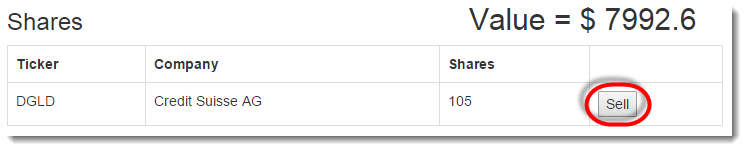 Shares
Value = $ 7992.6
Ticker Company Shares
DGLD Credit Suisse AG 105 Sell